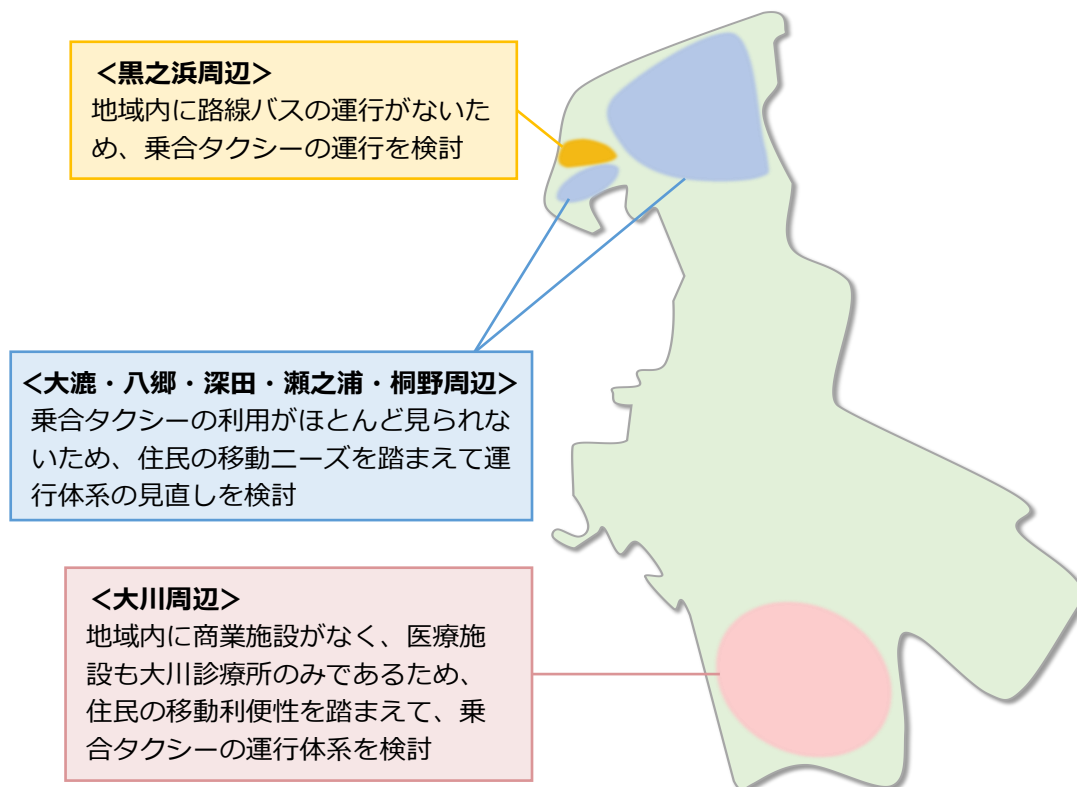 ＜黒之浜周辺＞
地域内に路線バスの運行がないた
め、乗合タクシーの運行を検討
＜大漉・八郷・深田・瀬之浦・桐野周辺＞
乗合タクシーの利用がほとんど見られな
いため、住民の移動ニーズを踏まえて運
行体系の見直しを検討
＜大川周辺＞
地域内に商業施設がなく、医療施
設も大川診療所のみであるため、
住民の移動利便性を踏まえて、乗
合タクシーの運行体系を検討